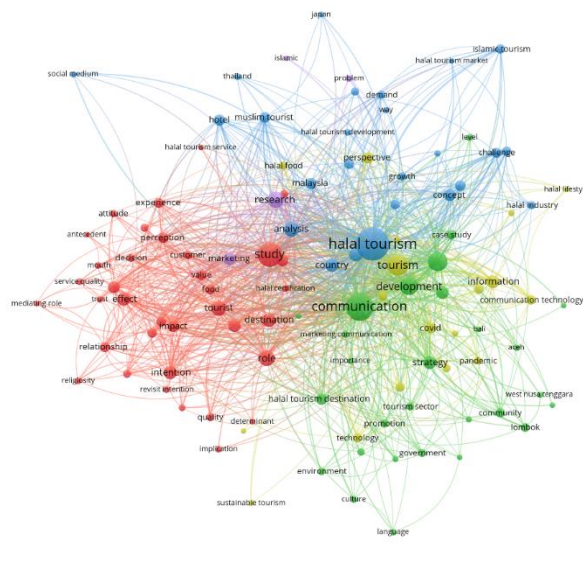 japan
islamic
islamic tourism
halal tourism market
social medium
thailand
problem
demand
way
hotel
muslim tourist
halal tourism development
level
halal tourism service
perspective
challenge
halal food
growth
malaysia
concept
halal lifesty
experience
research
halal industry
attitude
analysis
case study
antecedent
perception
halal tourism
decision
customer
marketing
study
country
tourism
mouth
value
service quality
food
development
information
trust
effect
halal certification
communication
communication technology
mediating role
tourist
impact
destination
marketing communication
covid
bali
relationship
role
importance
strategy
pandemic
aceh
religiosity
intention
revisit intention
west nusa tenggara
halal tourism destination
tourism sector
community
quality
determinant
promotion
lombok
technology
implication
government
environment
sustainable tourism
culture
language